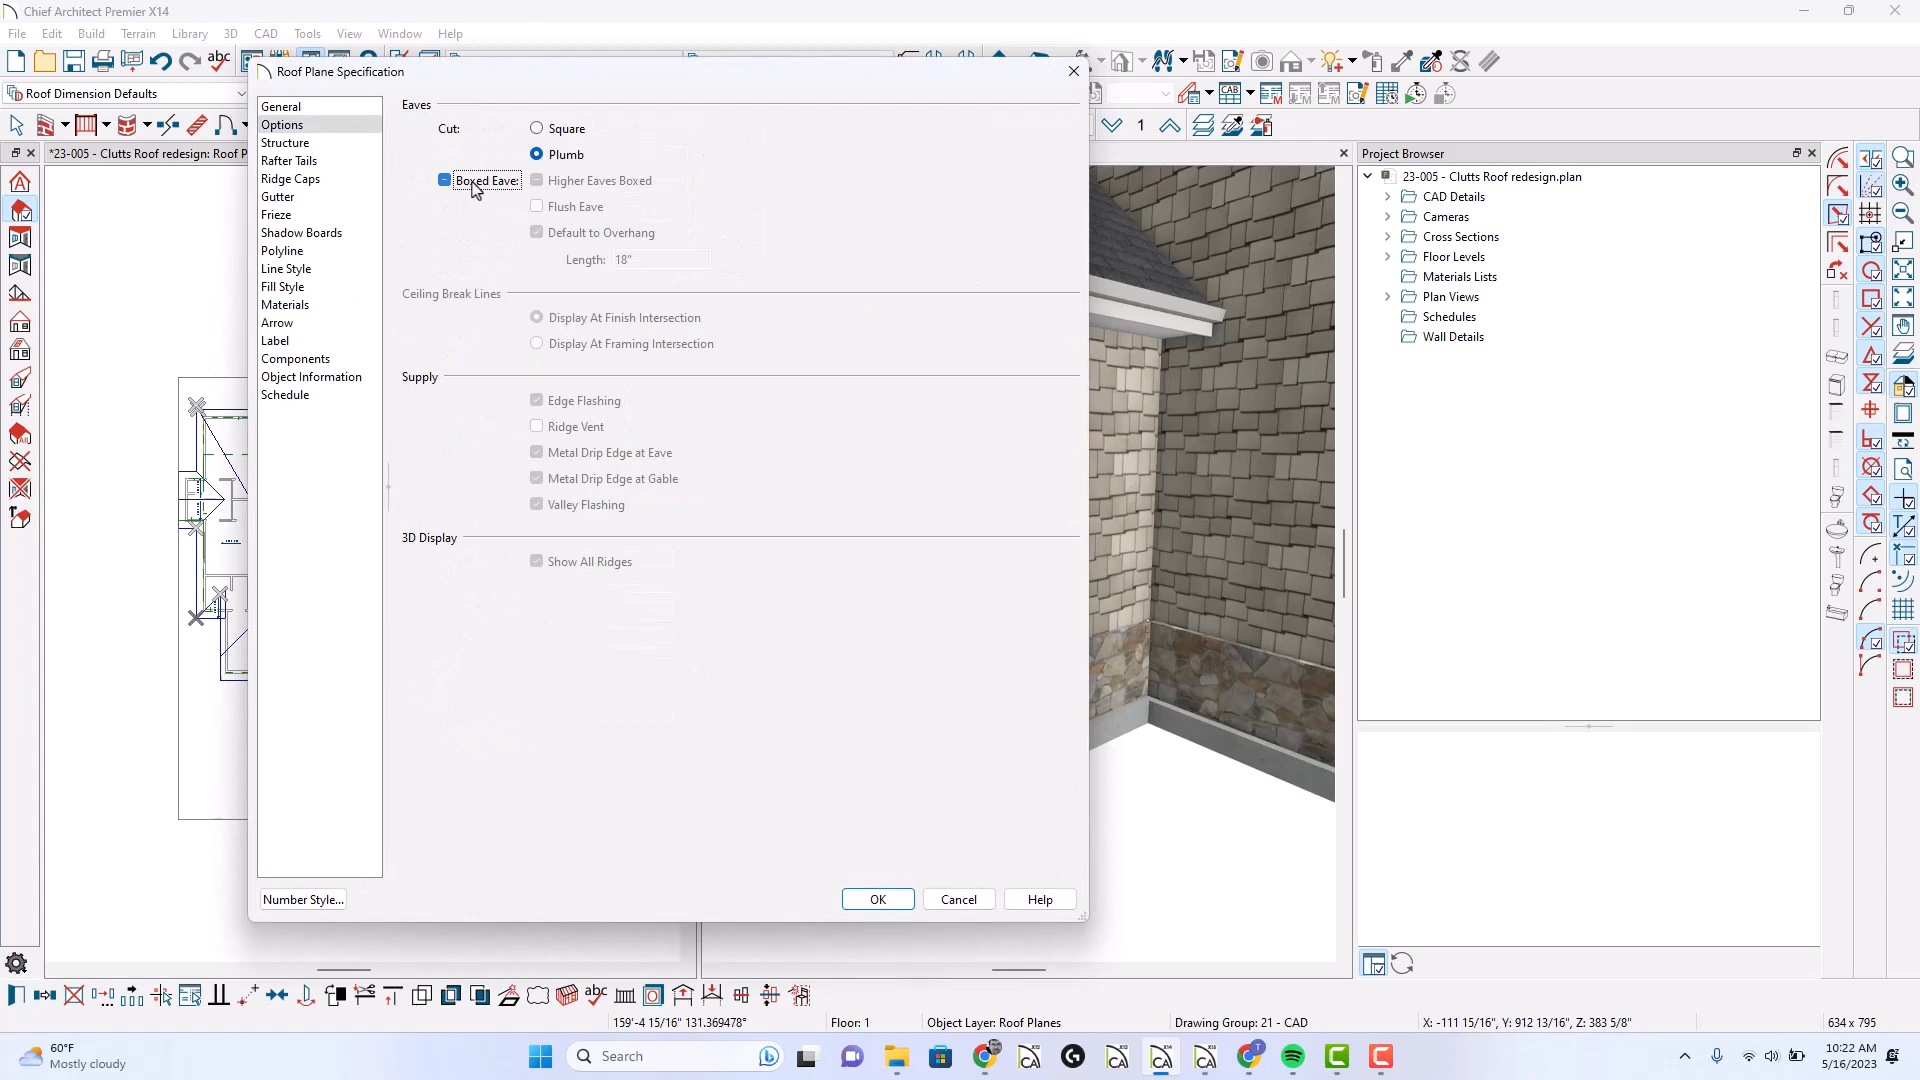 Chief Architect Premier X14
File Edit Build Terrain Library 3D CAD Tools View Window Help
Roof Plane Specification
Roof Dimension Defaults
1
*23-005 - Clutts Roof redesign: Roof P
General
Options
Structure
Rafter Tails
Ridge Caps
Gutter
Frieze
Shadow Boards
Polyline
Line Style
Fill Style
Materials
Arrow
Label
Components
Object Information
Schedule
Eaves
Cut:
Square
Plumb
Boxed Eave:
Higher Eaves Boxed
Flush Eave
Default to Overhang
Length: 18"
Ceiling Break Lines
Display At Finish Intersection
Display At Framing Intersection
Supply
Edge Flashing
Ridge Vent
Metal Drip Edge at Eave
Metal Drip Edge at Gable
Valley Flashing
3D Display
Show All Ridges
Number Style...
OK
Cancel
Help
Project Browser
23-005 - Clutts Roof redesign.plan
CAD Details
Cameras
Cross Sections
Floor Levels
Materials Lists
Plan Views
Schedules
Wall Details
159'-4 15/16" 131.369478°
Floor: 1
Object Layer: Roof Planes
Drawing Group: 21 - CAD
X: -111 15/16", Y: 912 13/16", Z: 383 5/8"
634 x 795
60°F
Mostly cloudy
Search
10:22 AM
5/16/2023